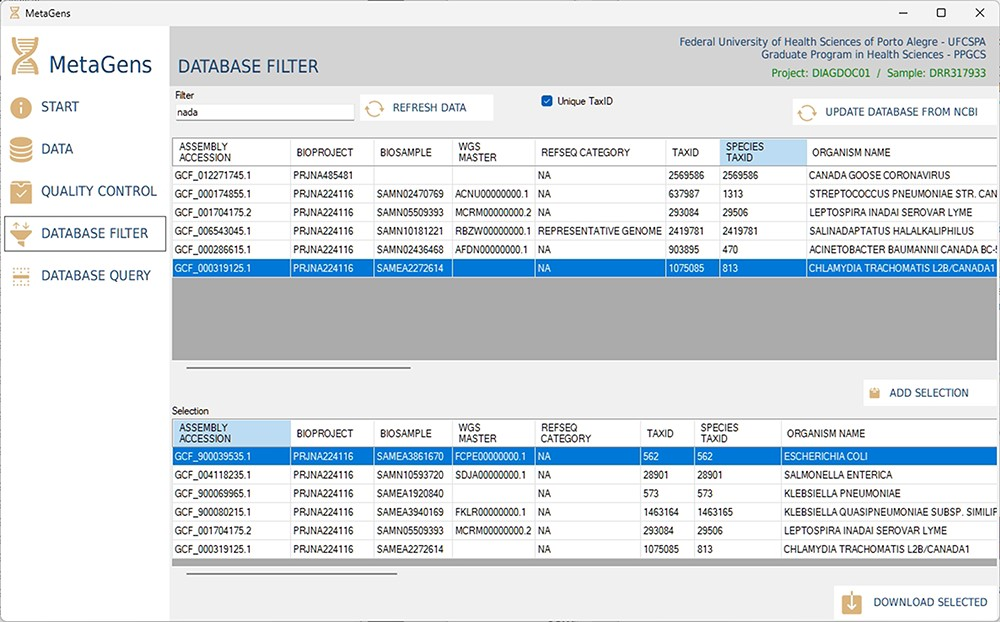 MetaGens
MetaGens
START
DATA
QUALITY CONTROL
DATABASE FILTER
DATABASE QUERY
DATABASE FILTER
Federal University of Health Sciences of Porto Alegre - UFCSPA
Graduate Program in Health Sciences - PPGCS
Project: DIAGDOC01 / Sample: DRR317933
Filter
nada
REFRESH DATA
Unique TaxID
UPDATE DATABASE FROM NCBI
ASSEMBLY ACCESSION BIOPROJECT BIOSAMPLE WGS MASTER REFSEQ CATEGORY TAXID SPECIES TAXID ORGANISM NAME
GCF_012271745.1 PRJNA485481 NA 2569586 2569586 CANADA GOOSE CORONAVIRUS
GCF_000174855.1 PRJNA224116 SAMN02470769 ACNU00000000.1 NA 637987 1313 STREPTOCOCCUS PNEUMONIAE STR. CAN
GCF_001704175.2 PRJNA224116 SAMN05509393 MCRM00000000.2 NA 293084 29506 LEPTOSPIRA INADAI SEROVAR LYME
GCF_006543045.1 PRJNA224116 SAMN10181221 RBZW00000000.1 REPRESENTATIVE GENOME 2419781 2419781 SALINADAPTATUS HALALKALIPHILUS
GCF_000286615.1 PRJNA224116 SAMN02436468 AFDN00000000.1 NA 903895 470 ACINETOBACTER BAUMANNII CANADA BC-
GCF_000319125.1 PRJNA224116 SAMEA2272614 NA 1075085 813 CHLAMYDIA TRACHOMATIS L2B/CANADA1
ADD SELECTION
Selection
ASSEMBLY ACCESSION BIOPROJECT BIOSAMPLE WGS MASTER REFSEQ CATEGORY TAXID SPECIES TAXID ORGANISM NAME
GCF_900039535.1 PRJNA224116 SAMEA3861670 FCPE00000000.1 NA 562 562 ESCHERICHIA COLI
GCF_004118235.1 PRJNA224116 SAMN10593720 SDJA00000000.1 NA 28901 28901 SALMONELLA ENTERICA
GCF_900069965.1 PRJNA224116 SAMEA1920840 NA 573 573 KLEBSIELLA PNEUMONIAE
GCF_900080215.1 PRJNA224116 SAMEA3940169 FKLR00000000.1 NA 1463164 1463165 KLEBSIELLA QUASIPNEUMONIAE SUBSP. SIMILIF
GCF_001704175.2 PRJNA224116 SAMN05509393 MCRM00000000.2 NA 293084 29506 LEPTOSPIRA INADAI SEROVAR LYME
GCF_000319125.1 PRJNA224116 SAMEA2272614 NA 1075085 813 CHLAMYDIA TRACHOMATIS L2B/CANADA1
DOWNLOAD SELECTED